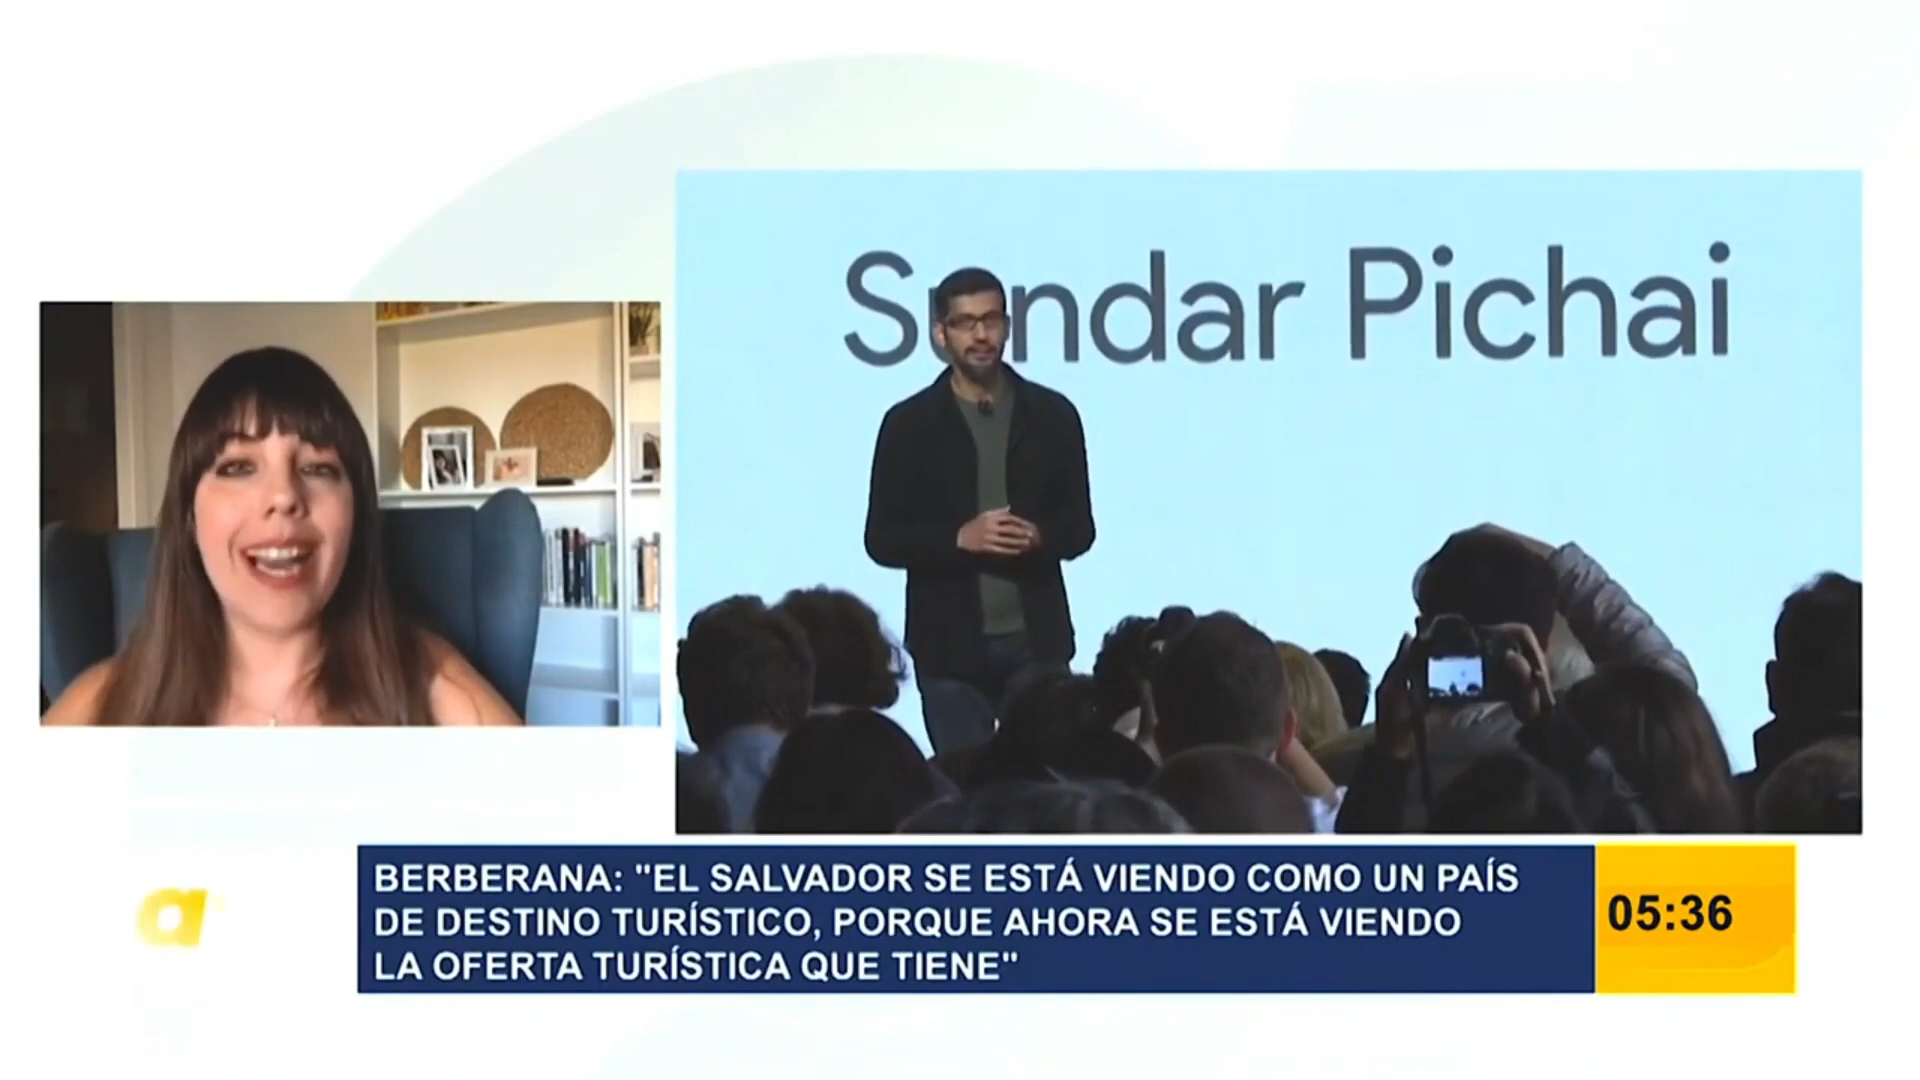 Sundar Pichai
BERBERANA: "EL SALVADOR SE ESTÁ VIENDO COMO UN PAÍS
DE DESTINO TURÍSTICO, PORQUE AHORA SE ESTÁ VIENDO
LA OFERTA TURÍSTICA QUE TIENE"
05:36
a